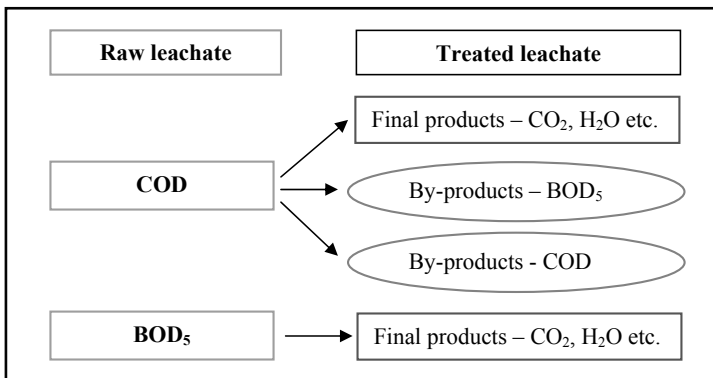 Raw leachate
Treated leachate
Final products – CO₂, H₂O etc.
COD
By-products – BOD₅
By-products - COD
BOD₅
Final products – CO₂, H₂O etc.